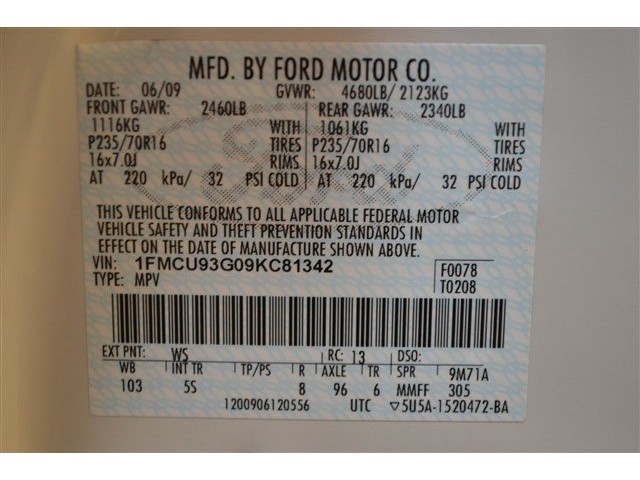 MFD. BY FORD MOTOR CO.
DATE: 06/09 GVWR: 4680LB/ 2123KG
FRONT GAWR: 2460LB REAR GAWR: 2340LB
1116KG WITH 1061KG WITH
P235/70R16 TIRES P235/70R16 TIRES
16x7.0J RIMS 16x7.0J RIMS
AT 220 kPa/ 32 PSI COLD AT 220 kPa/ 32 PSI COLD
THIS VEHICLE CONFORMS TO ALL APPLICABLE FEDERAL MOTOR
VEHICLE SAFETY AND THEFT PREVENTION STANDARDS IN
EFFECT ON THE DATE OF MANUFACTURE SHOWN ABOVE.
VIN: 1FMCU93G09KC81342 F0078
TYPE: MPV T0208
EXT PNT: WS RC: 13 DSO:
WB INT TR TP/PS R AXLE TR SPR 9M71A
103 5S 8 96 6 MMFF 305
1200906120556 UTC ▽5U5A-1520472-BA
Ford